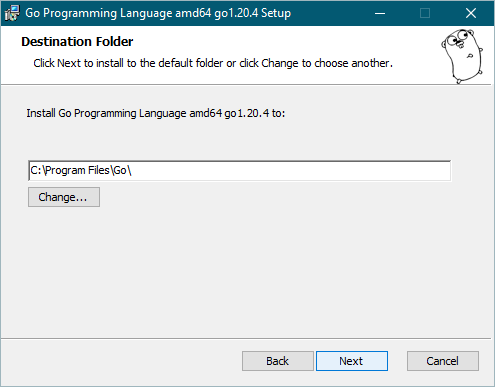 Go Programming Language amd64 go1.20.4 Setup
Destination Folder
Click Next to install to the default folder or click Change to choose another.
Install Go Programming Language amd64 go1.20.4 to:
C:\Program Files\Go\
Change...
Back
Next
Cancel